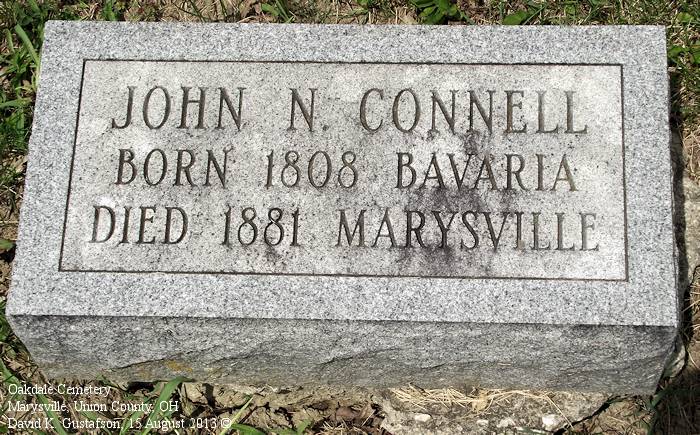 JOHN N. CONNELL
BORN 1808 BAVARIA
DIED 1881 MARYSVILLE
Oakdale Cemetery
Marysville, Union County, OH
David K. Gustafson, 15 August 2013 ©